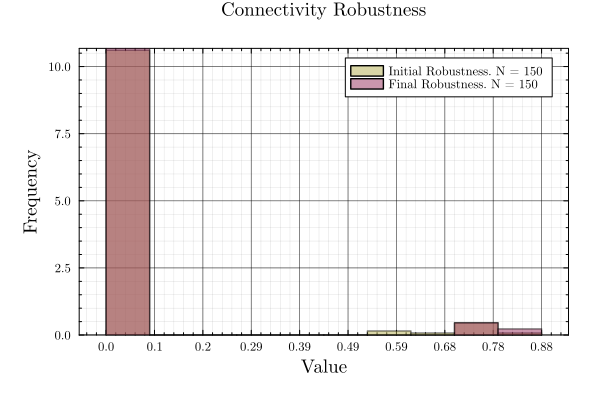 Connectivity Robustness
Initial Robustness. N = 150
Final Robustness. N = 150
Frequency
10.0
7.5
5.0
2.5
0.0
0.0 0.1 0.2 0.29 0.39 0.49 0.59 0.68 0.78 0.88
Value